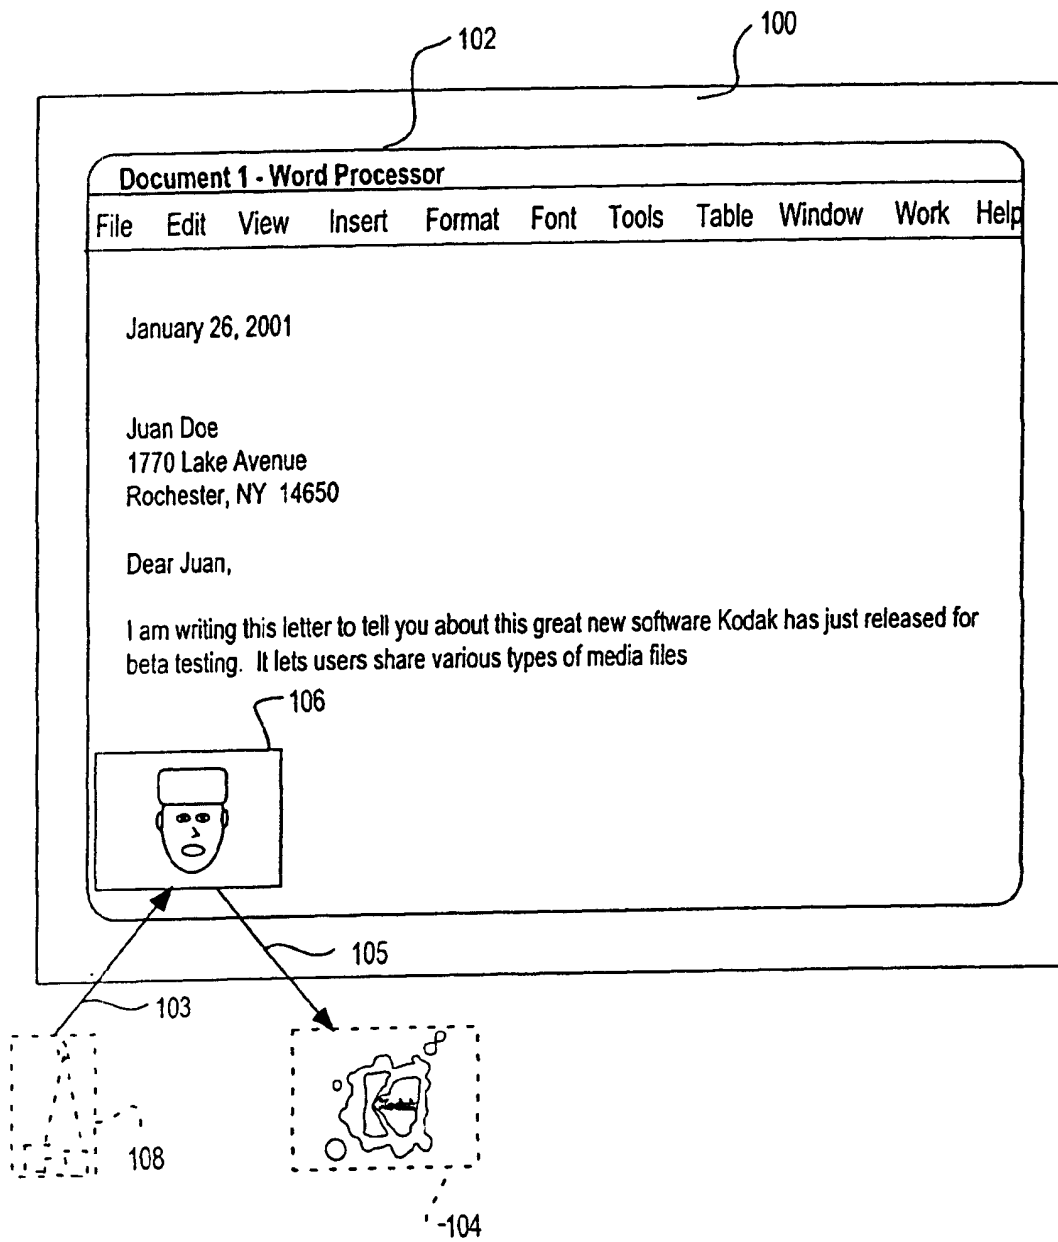 102
100
Document 1 - Word Processor
File Edit View Insert Format Font Tools Table Window Work Help
January 26, 2001
Juan Doe
1770 Lake Avenue
Rochester, NY 14650
Dear Juan,
I am writing this letter to tell you about this great new software Kodak has just released for
beta testing. It lets users share various types of media files
106
105
103
108
104